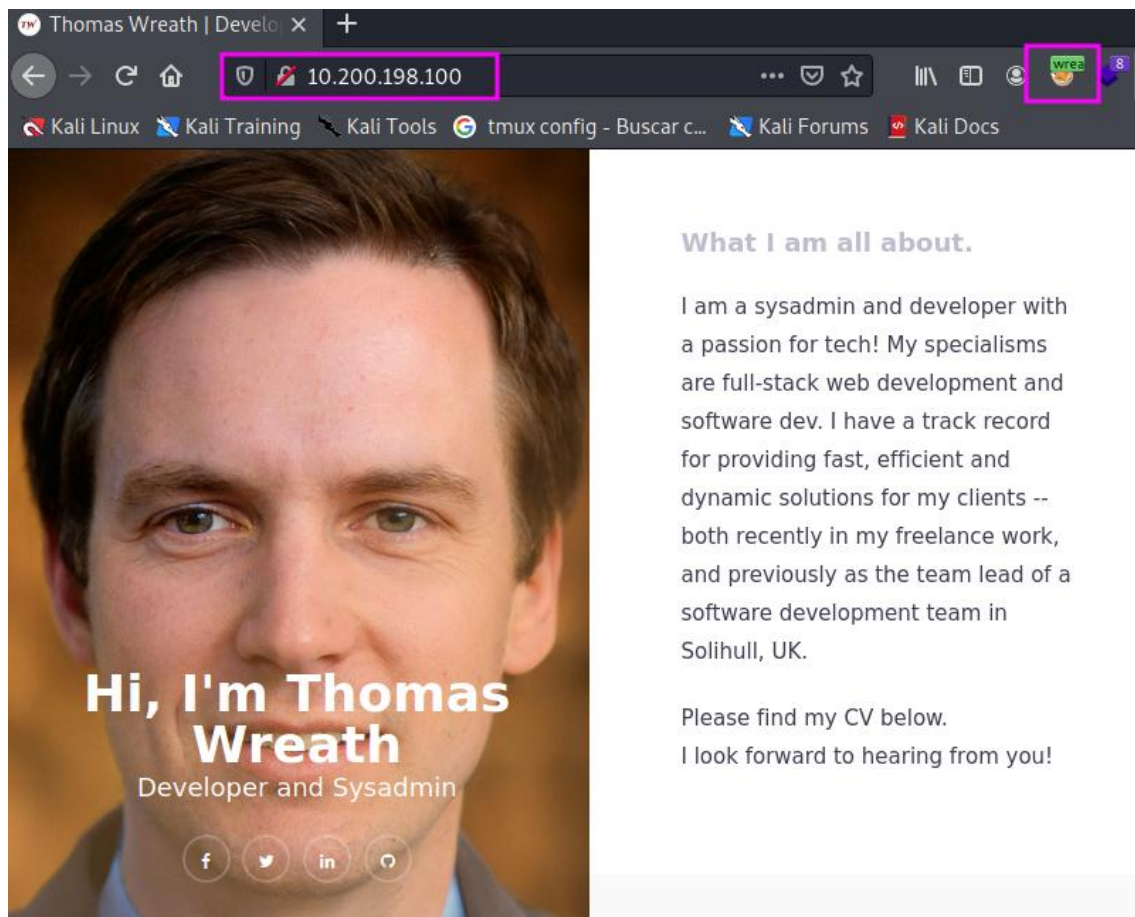 Thomas Wreath | Develo
10.200.198.100
wrea
8
Kali Linux Kali Training Kali Tools tmux config - Buscar c... Kali Forums Kali Docs
Hi, I'm Thomas
Wreath
Developer and Sysadmin
What I am all about.
I am a sysadmin and developer with
a passion for tech! My specialisms
are full-stack web development and
software dev. I have a track record
for providing fast, efficient and
dynamic solutions for my clients --
both recently in my freelance work,
and previously as the team lead of a
software development team in
Solihull, UK.
Please find my CV below.
I look forward to hearing from you!